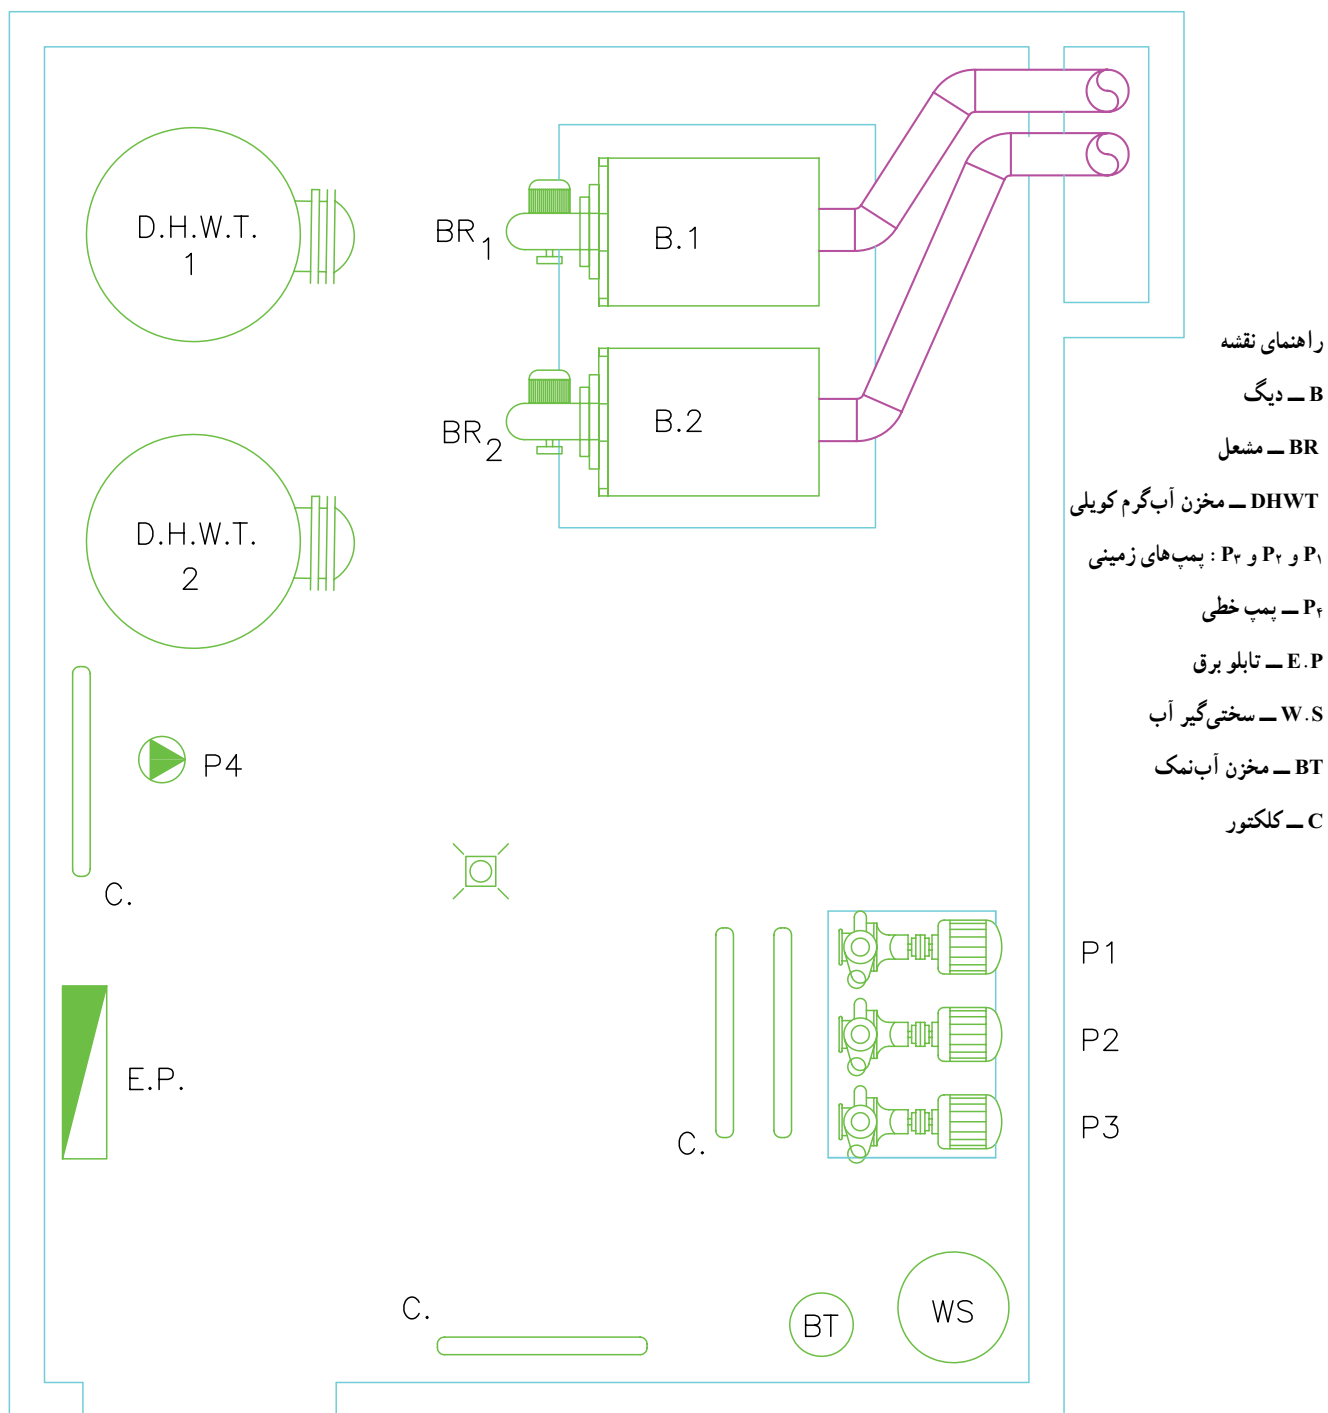 D.H.W.T.
1
BR1
B.1
BR2
B.2
D.H.W.T.
2
P4
C.
E.P.
C.
P1
P2
P3
C.
BT
WS
راهنمای نقشه
B ــ دیگ
BR ــ مشعل
DHWT ــ مخزن آب‌گرم کویلی
P۱ و P۲ و P۳ : پمپ‌های زمینی
P۴ ــ پمپ خطی
E.P ــ تابلو برق
W.S ــ سختی‌گیر آب
BT ــ مخزن آب‌نمک
C ــ کلکتور